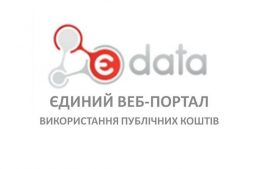 є data
ЄДИНИЙ ВЕБ-ПОРТАЛ
ВИКОРИСТАННЯ ПУБЛІЧНИХ КОШТІВ